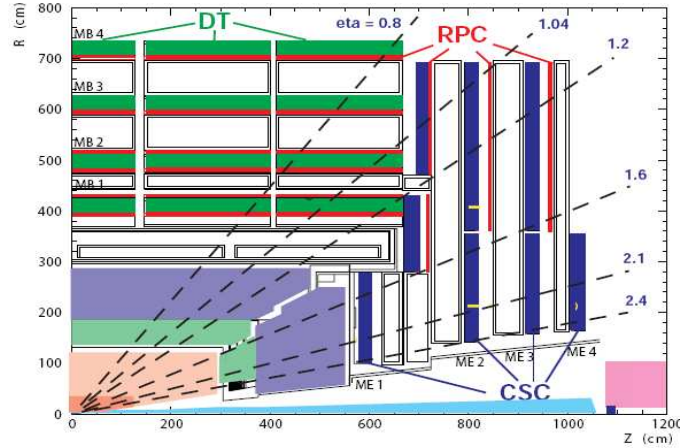 R (cm)
800
700
600
500
400
300
200
100
0
MB 4
MB 3
MB 2
MB 1
DT
eta = 0.8
RPC
1.04
1.2
1.6
2.1
2.4
ME 1
ME 2
ME 3
ME 4
CSC
0
200
400
600
800
1000
1200
Z (cm)